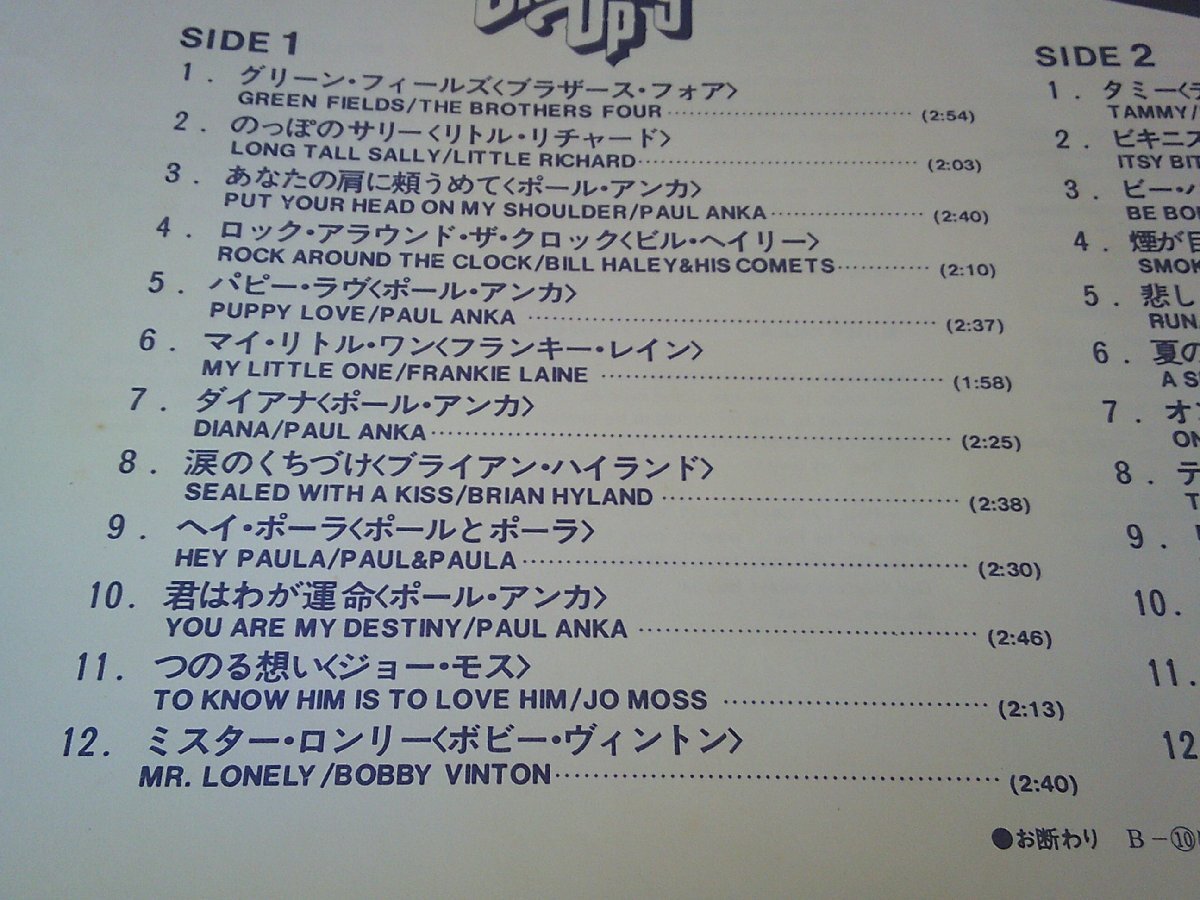 UP
SIDE 1
1. グリーン・フィールズ〈ブラザース・フォア〉
GREEN FIELDS/THE BROTHERS FOUR (2:54)
2. のっぽのサリー〈リトル・リチャード〉
LONG TALL SALLY/LITTLE RICHARD (2:03)
3. あなたの肩に頬うめて〈ポール・アンカ〉
PUT YOUR HEAD ON MY SHOULDER/PAUL ANKA (2:40)
4. ロック・アラウンド・ザ・クロック〈ビル・ヘイリー〉
ROCK AROUND THE CLOCK/BILL HALEY&HIS COMETS (2:10)
5. パピー・ラヴ〈ポール・アンカ〉
PUPPY LOVE/PAUL ANKA (2:37)
6. マイ・リトル・ワン〈フランキー・レイン〉
MY LITTLE ONE/FRANKIE LAINE (1:58)
7. ダイアナ〈ポール・アンカ〉
DIANA/PAUL ANKA (2:25)
8. 涙のくちづけ〈ブライアン・ハイランド〉
SEALED WITH A KISS/BRIAN HYLAND (2:38)
9. ヘイ・ポーラ〈ポールとポーラ〉
HEY PAULA/PAUL&PAULA (2:30)
10. 君はわが運命〈ポール・アンカ〉
YOU ARE MY DESTINY/PAUL ANKA (2:46)
11. つのる想い〈ジョー・モス〉
TO KNOW HIM IS TO LOVE HIM/JO MOSS (2:13)
12. ミスター・ロンリー〈ボビー・ヴィントン〉
MR. LONELY/BOBBY VINTON (2:40)
SIDE 2
1. タミー〈
TAMMY/
2. ビキニス
ITSY BIT
3. ビー・
BE BO
4. 煙が
SMOK
5. 悲し
RUN
6. 夏の
A S
7. オ
ON
8. テ
T
9.
10.
11.
12
●お断わり B-⑩